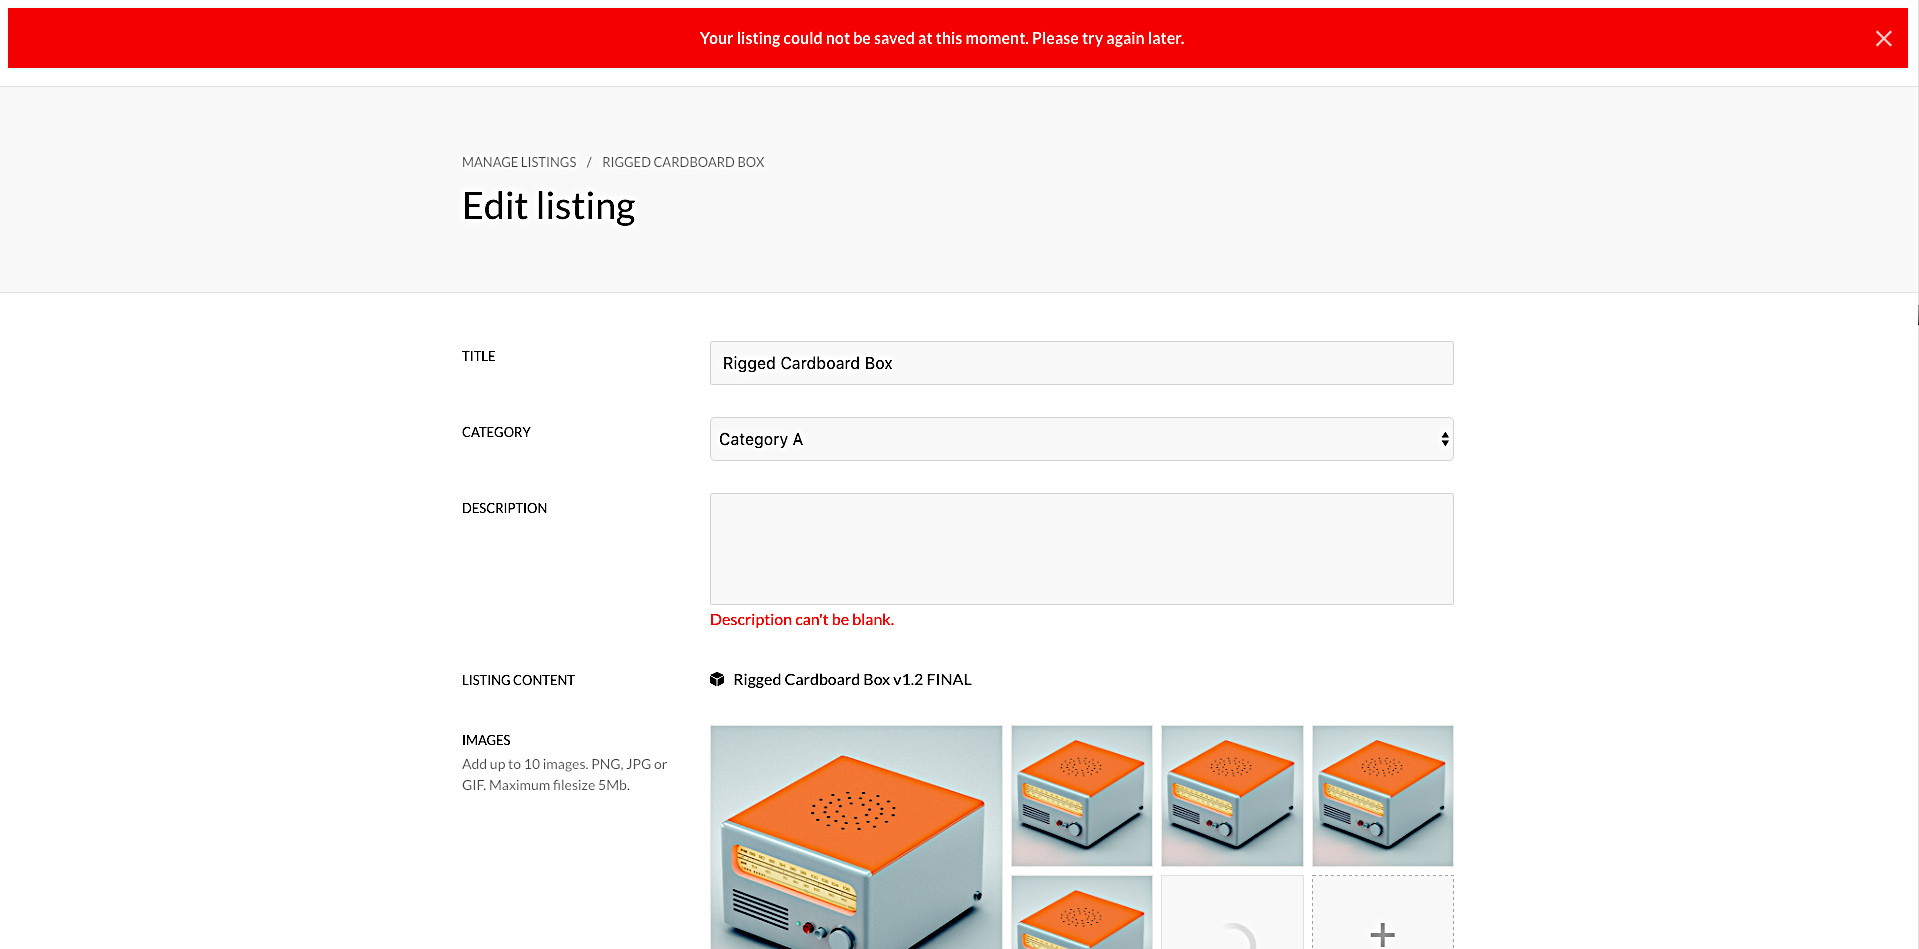 Your listing could not be saved at this moment. Please try again later.
MANAGE LISTINGS / RIGGED CARDBOARD BOX
Edit listing
TITLE
Rigged Cardboard Box
CATEGORY
Category A
DESCRIPTION
Description can't be blank.
LISTING CONTENT
Rigged Cardboard Box v1.2 FINAL
IMAGES
Add up to 10 images. PNG, JPG or
GIF. Maximum filesize 5Mb.